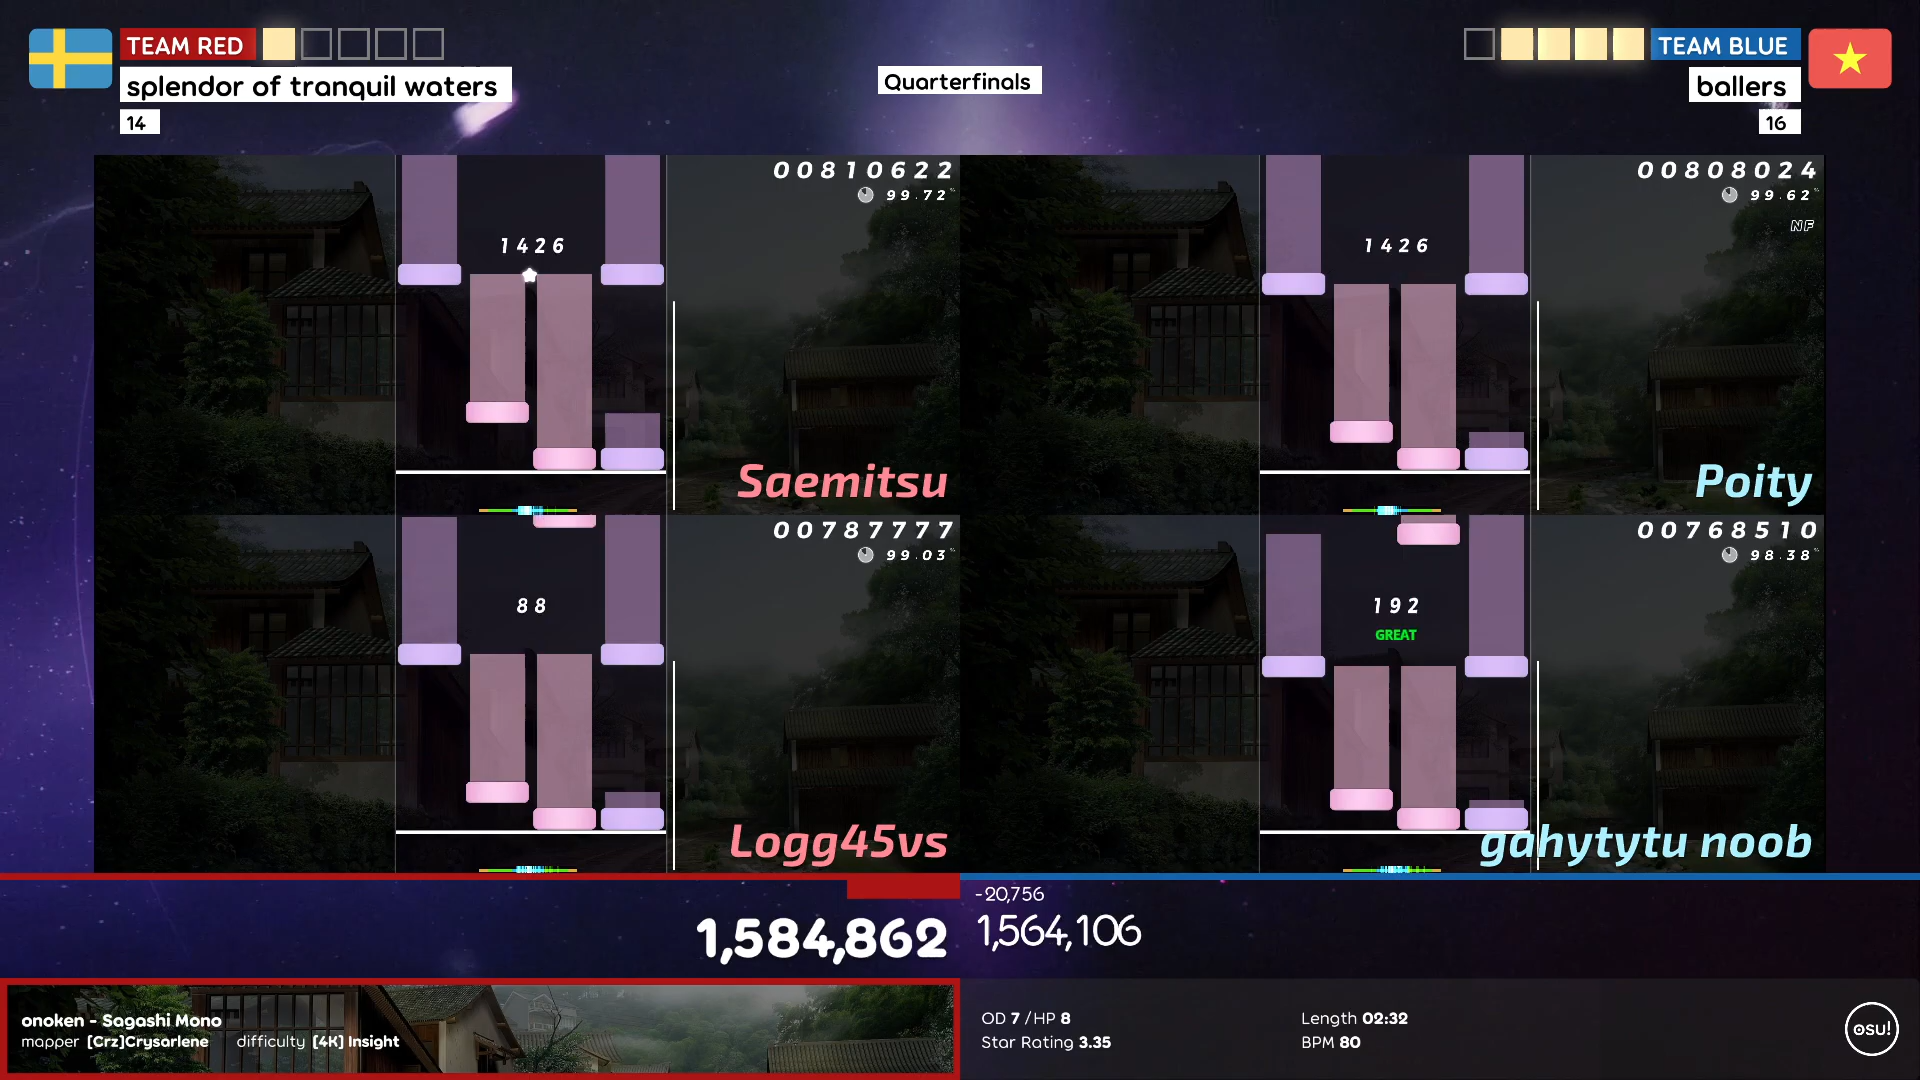 TEAM RED
splendor of tranquil waters
14
Quarterfinals
TEAM BLUE
ballers
16
00810622
99.72%
1426
Saemitsu
00808024
99.62%
NF
1426
Poity
00787777
99.03%
88
Logg45vs
00768510
98.38%
192
GREAT
gahytytu noob
1,584,862
-20,756
1,564,106
onoken - Sagashi Mono
mapper [Crz]Crysarlene difficulty [4K] Insight
OD 7 / HP 8
Star Rating 3.35
Length 02:32
BPM 80
osu!